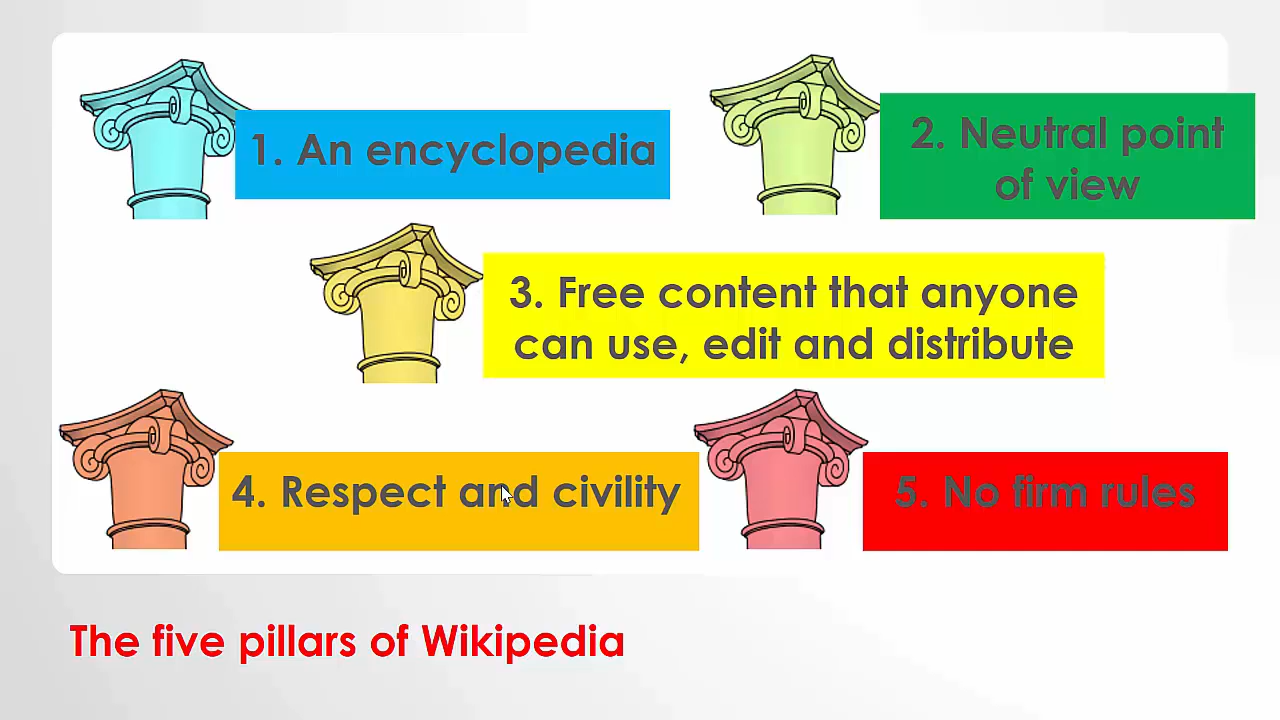 1. An encyclopedia
2. Neutral point
of view
3. Free content that anyone
can use, edit and distribute
4. Respect and civility
5. No firm rules
The five pillars of Wikipedia